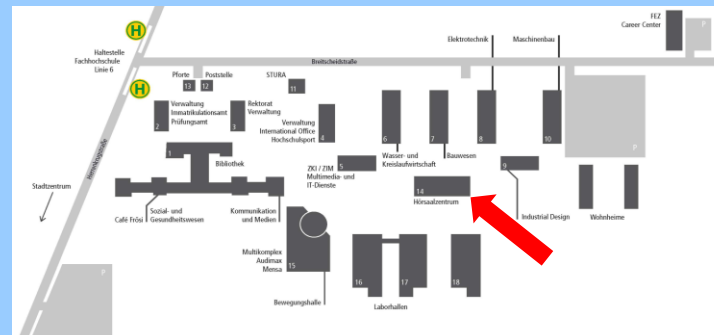 FEZ
Career Center
P
H
Haltestelle
Fachhochschule
Linie 6
Elektrotechnik
Maschinenbau
Breitscheidstraße
H
Pforte
Poststelle
STURA
13
12
11
Verwaltung
Immatrikulationsamt
Prüfungsamt
2
Rektorat
Verwaltung
3
Verwaltung
International Office
Hochschulsport
4
6
7
8
10
P
1
Bibliothek
Wasser- und
Kreislaufwirtschaft
Bauwesen
ZKI / ZIM
Multimedia- und
IT-Dienste
5
9
14
Hörsaalzentrum
Herrenkrugstraße
Stadtzentrum
Café Frösi
Sozial- und
Gesundheitswesen
Kommunikation
und Medien
Industrial Design
Wohnheime
Multikomplex
Audimax
Mensa
15
P
16
17
18
Bewegungshalle
Laborhallen